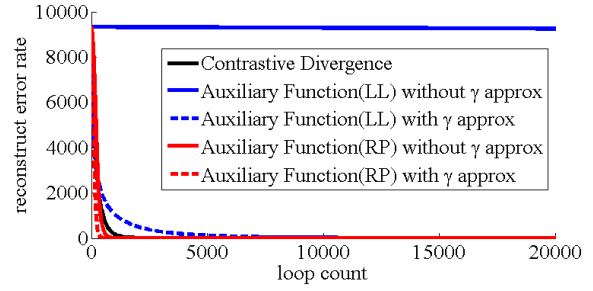 10000
8000
6000
4000
2000
0
reconstruct error rate
Contrastive Divergence
Auxiliary Function(LL) without γ approx
Auxiliary Function(LL) with γ approx
Auxiliary Function(RP) without γ approx
Auxiliary Function(RP) with γ approx
0 5000 10000 15000 20000
loop count